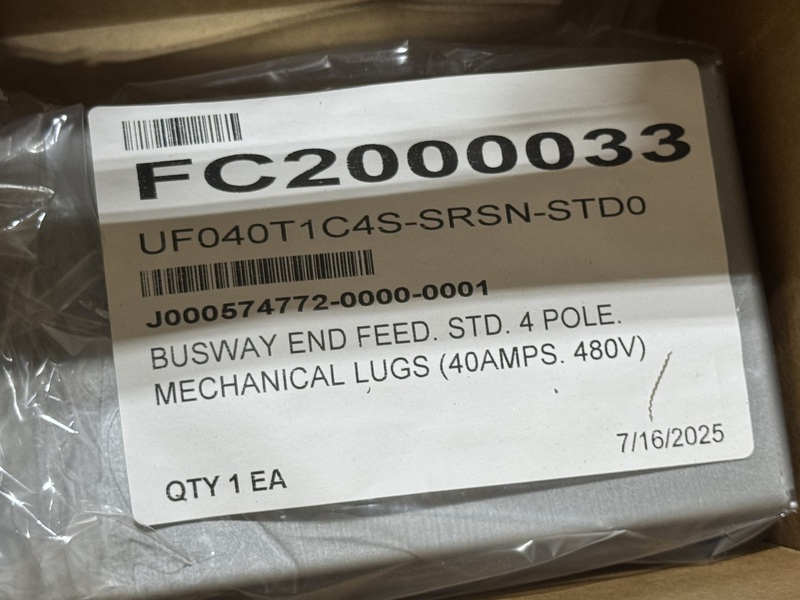 FC2000033
UF040T1C4S-SRSN-STD0
J000574772-0000-0001
BUSWAY END FEED. STD. 4 POLE.
MECHANICAL LUGS (40AMPS. 480V)
7/16/2025
QTY 1 EA